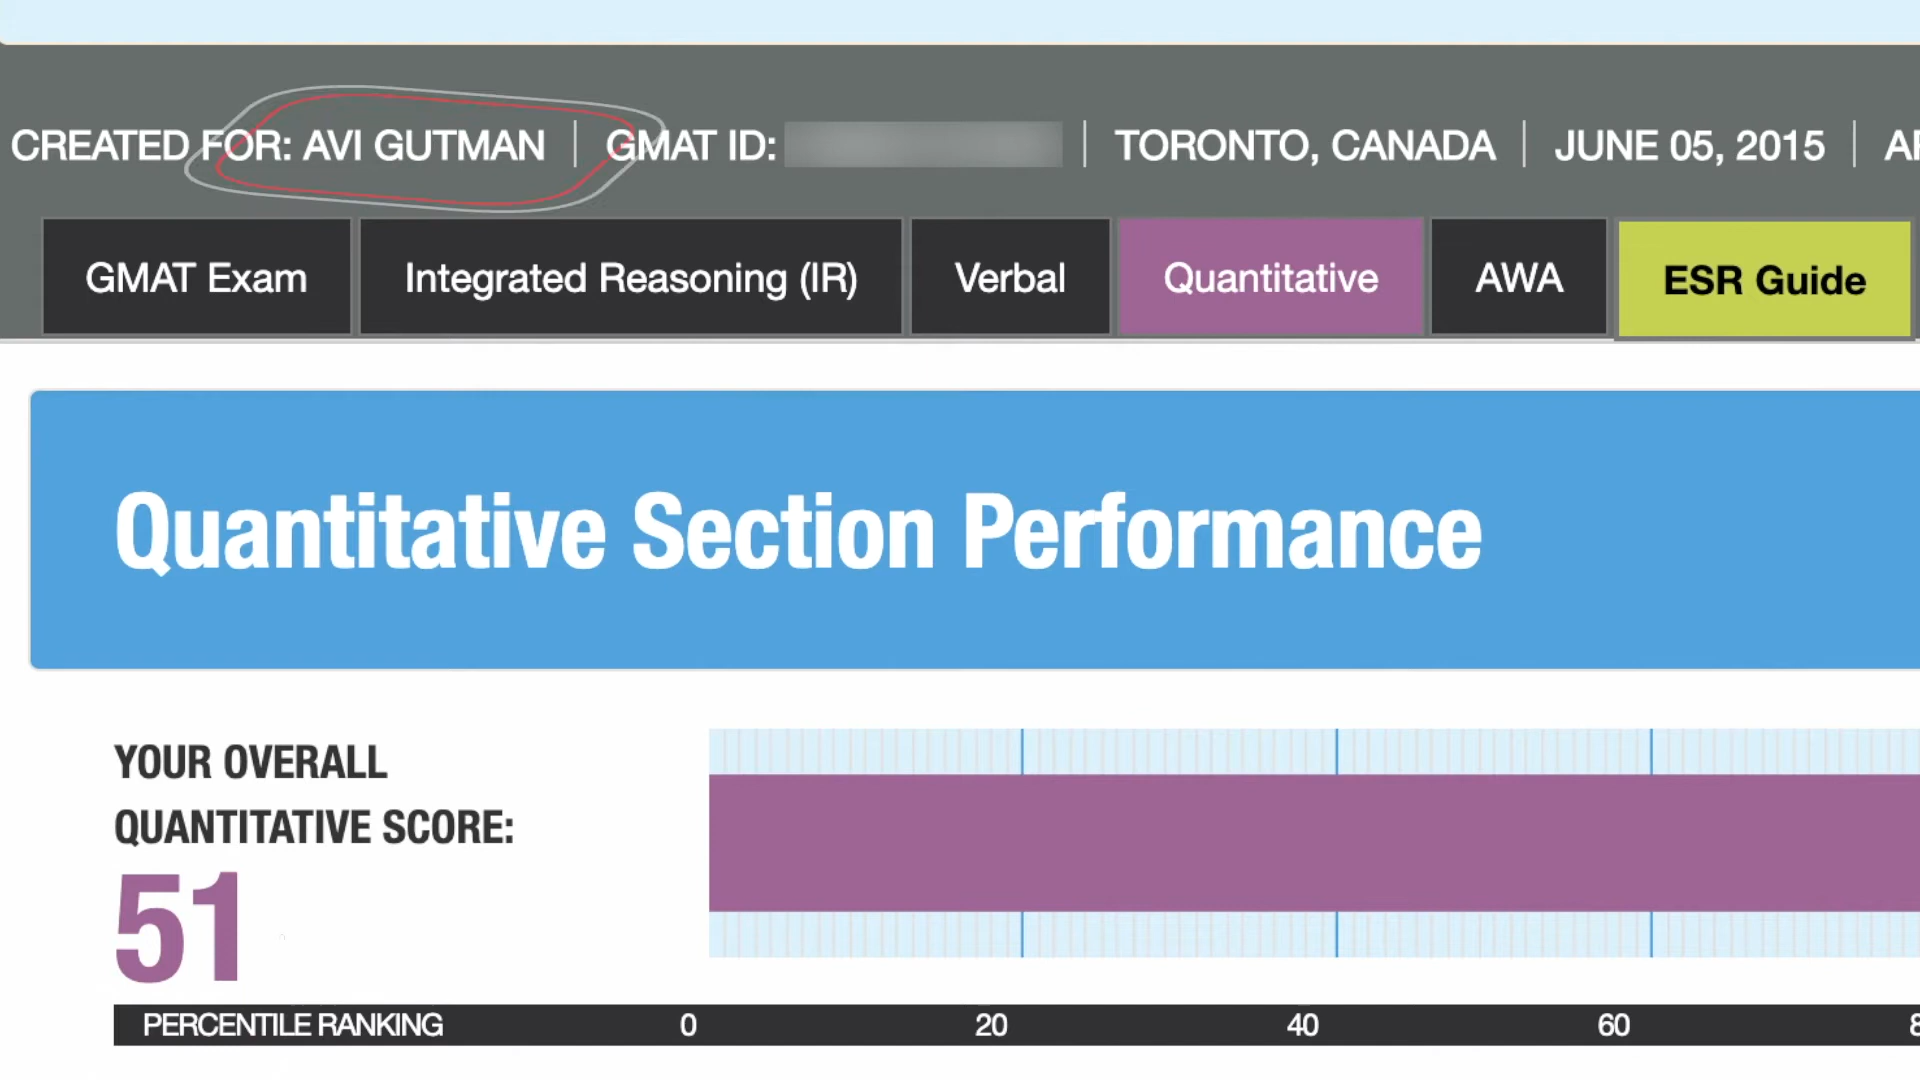 CREATED FOR: AVI GUTMAN | GMAT ID: | TORONTO, CANADA | JUNE 05, 2015 |
GMAT Exam Integrated Reasoning (IR) Verbal Quantitative AWA ESR Guide
Quantitative Section Performance
YOUR OVERALL
QUANTITATIVE SCORE:
51
PERCENTILE RANKING 0 20 40 60